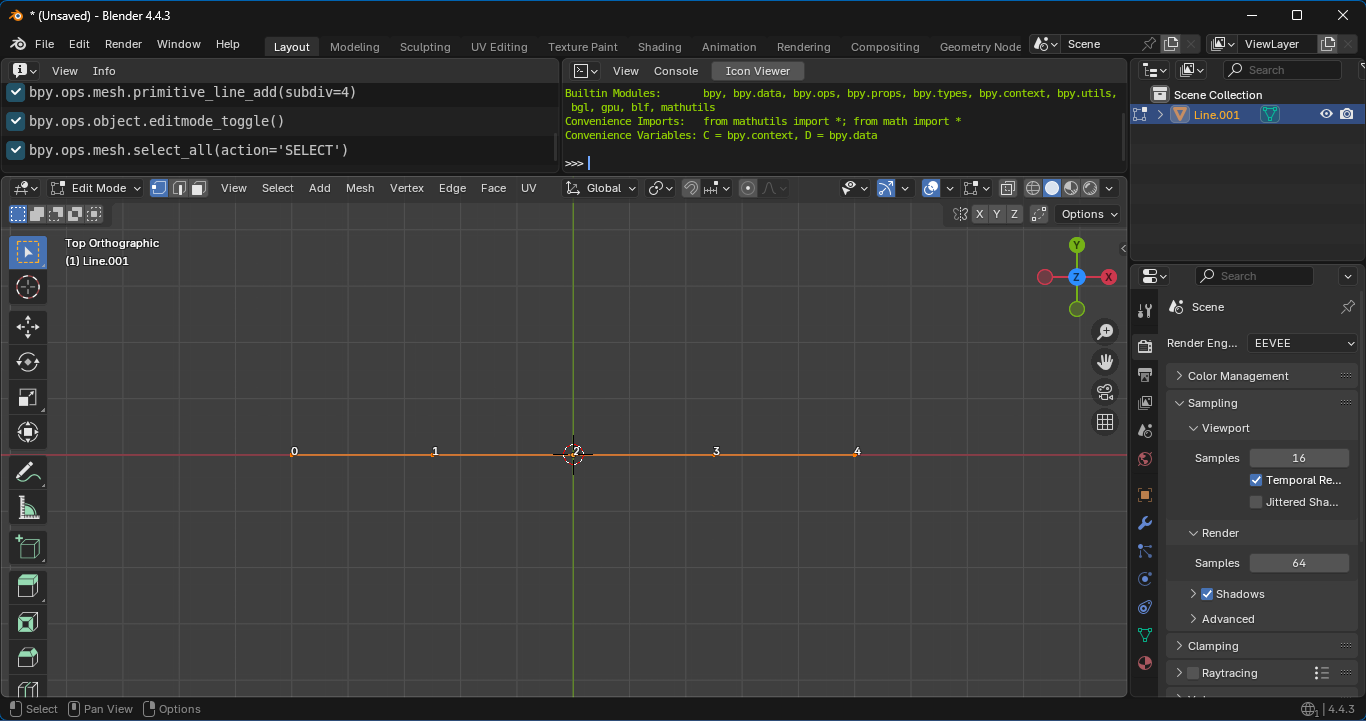 * (Unsaved) - Blender 4.4.3
File Edit Render Window Help Layout Modeling Sculpting UV Editing Texture Paint Shading Animation Rendering Compositing Geometry Node Scene ViewLayer
View Info
bpy.ops.mesh.primitive_line_add(subdiv=4)
bpy.ops.object.editmode_toggle()
bpy.ops.mesh.select_all(action='SELECT')
View Console Icon Viewer
Builtin Modules: bpy, bpy.data, bpy.ops, bpy.props, bpy.types, bpy.context, bpy.utils,
bgl, gpu, blf, mathutils
Convenience Imports: from mathutils import *; from math import *
Convenience Variables: C = bpy.context, D = bpy.data
>>>
Search
Scene Collection
Line.001
Edit Mode View Select Add Mesh Vertex Edge Face UV Global
X Y Z Options
Top Orthographic
(1) Line.001
Y
Z X
0 1 2 3 4
Search
Scene
Render Eng... EEVEE
Color Management
Sampling
Viewport
Samples 16
Temporal Re...
Jittered Sha...
Render
Samples 64
Shadows
Advanced
Clamping
Raytracing
Select Pan View Options 1 4.4.3